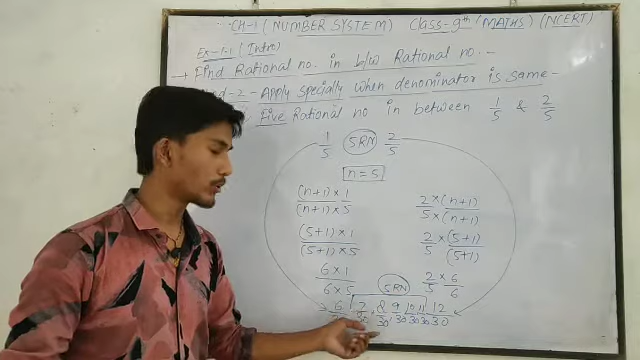 CH-1 (NUMBER SYSTEM) Class-9th (MATHS) (NCERT)
Ex-1.1 (Intro)
→ Find Rational no. in b/w Rational no. -
-2 - Apply specially when denominator is same -
Five Rational no in between 1/5 & 2/5
1/5 5RN 2/5
n = 5
(n+1) × 1 / (n+1) × 5 2 × (n+1) / 5 × (n+1)
(5+1) × 1 / (5+1) × 5 2/5 × (5+1) / (5+1)
6 × 1 / 6 × 5 2/5 × 6/6
5RN
6 7 8/30, 9/30 10/30 11/30 12/30